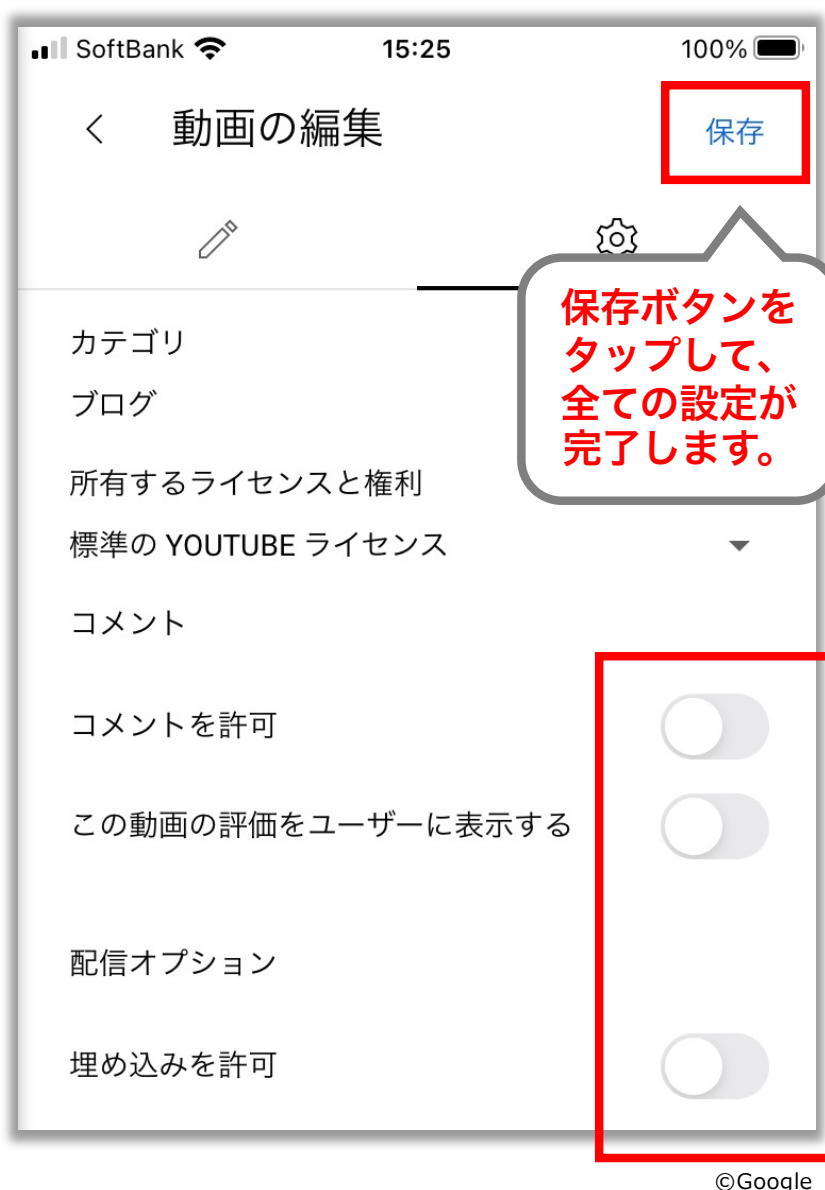 SoftBank 15:25 100%
動画の編集 保存
保存ボタンを
タップして、
全ての設定が
完了します。
カテゴリ
ブログ
所有するライセンスと権利
標準の YOUTUBE ライセンス
コメント
コメントを許可
この動画の評価をユーザーに表示する
配信オプション
埋め込みを許可
©Google